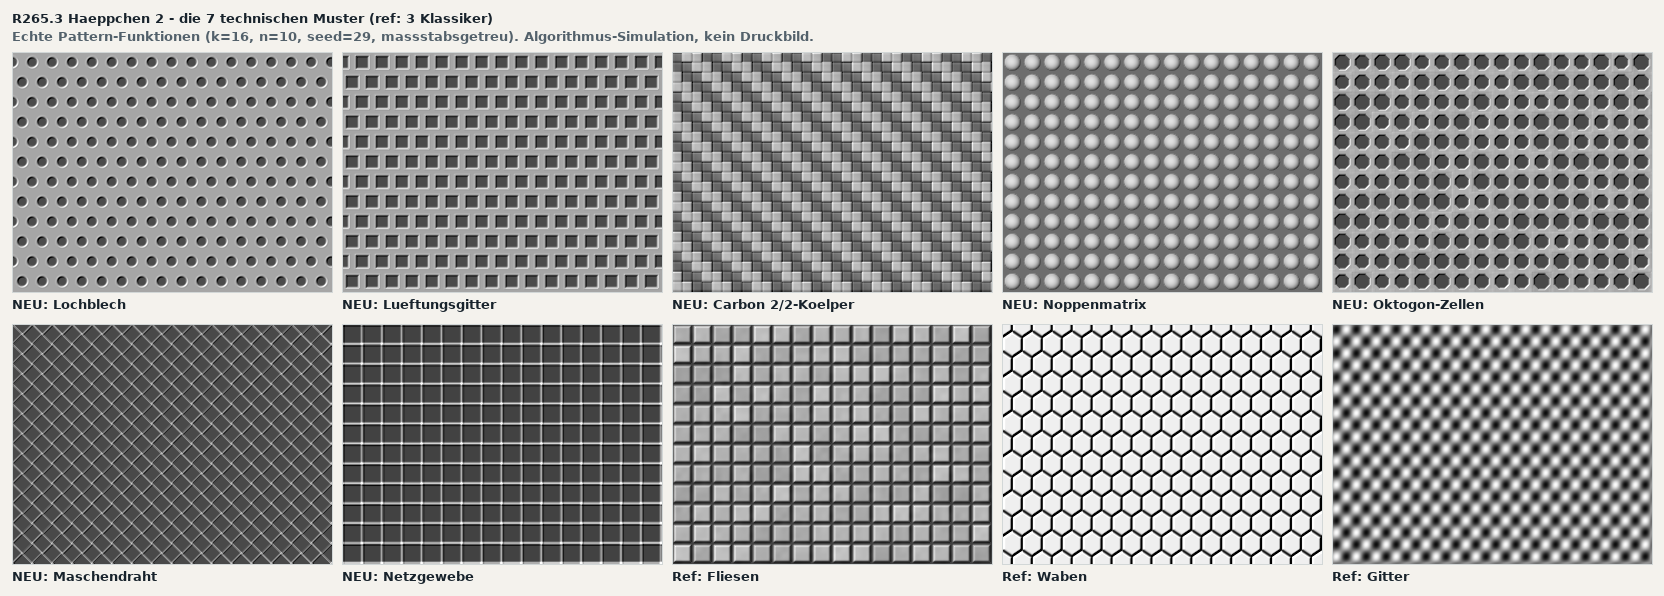 R265.3 Haeppchen 2 - die 7 technischen Muster (ref: 3 Klassiker)
Echte Pattern-Funktionen (k=16, n=10, seed=29, massstabsgetreu). Algorithmus-Simulation, kein Druckbild.
NEU: Lochblech
NEU: Lueftungsgitter
NEU: Carbon 2/2-Koelper
NEU: Noppenmatrix
NEU: Oktogon-Zellen
NEU: Maschendraht
NEU: Netzgewebe
Ref: Fliesen
Ref: Waben
Ref: Gitter